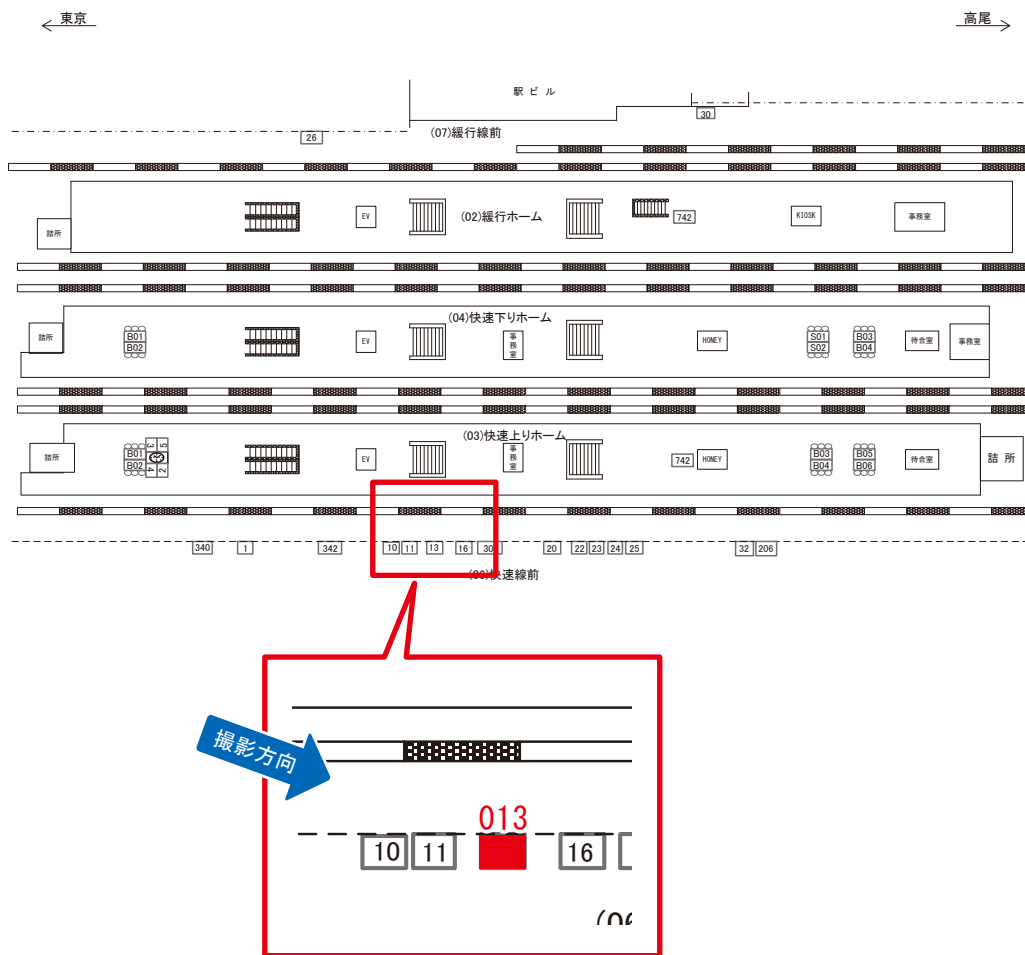 東京
高尾
駅ビル
30
26
(07)緩行線前
(02)緩行ホーム
詰所
EV
742
KIOSK
事務室
(04)快速下りホーム
詰所
B01
B02
EV
事務室
HONEY
S01
S02
B03
B04
待合室
事務室
(03)快速上りホーム
詰所
B01
B02
3 5
4 2
EV
事務室
742
HONEY
B03
B04
B05
B06
待合室
詰所
340 1 342 10 11 13 16 20 22 23 24 25 32 206
快速線前
撮影方向
013
10 11 16